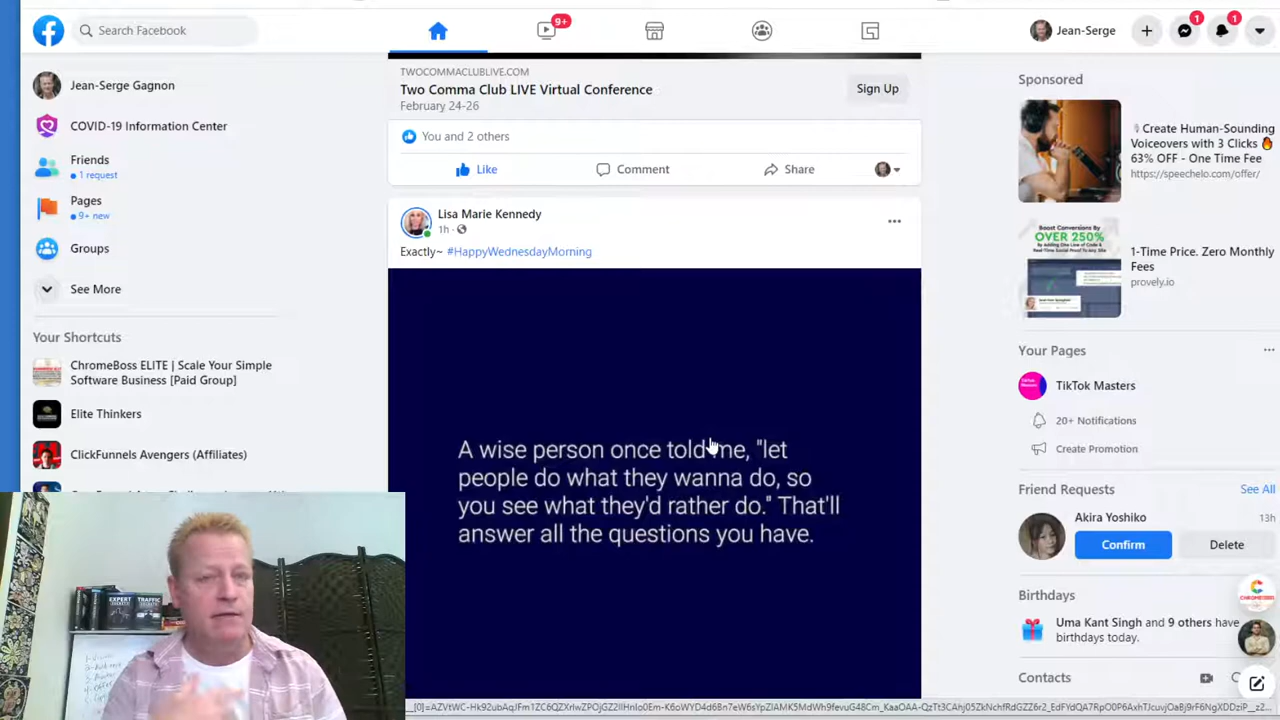 Search Facebook
9+
Jean-Serge
1
1
Jean-Serge Gagnon
COVID-19 Information Center
Friends
1 request
Pages
9+ new
Groups
See More
Your Shortcuts
ChromeBoss ELITE | Scale Your Simple
Software Business [Paid Group]
Elite Thinkers
ClickFunnels Avengers (Affiliates)
TWOCOMMACLUBLIVE.COM
Two Comma Club LIVE Virtual Conference
February 24-26
Sign Up
You and 2 others
Like
Comment
Share
Lisa Marie Kennedy
1h ·
Exactly~ #HappyWednesdayMorning
A wise person once told me, "let
people do what they wanna do, so
you see what they'd rather do." That'll
answer all the questions you have.
EXPERT
TRAFFIC
Sponsored
Create Human-Sounding
Voiceovers with 3 Clicks
63% OFF - One Time Fee
https://speechelo.com/offer/
Boost Conversions By
OVER 250%
1-Time Price. Zero Monthly
Fees
provely.io
Your Pages
TikTok Masters
20+ Notifications
Create Promotion
Friend Requests
See All
Akira Yoshiko
13h
Confirm
Delete
Birthdays
Uma Kant Singh and 9 others have
birthdays today.
Contacts